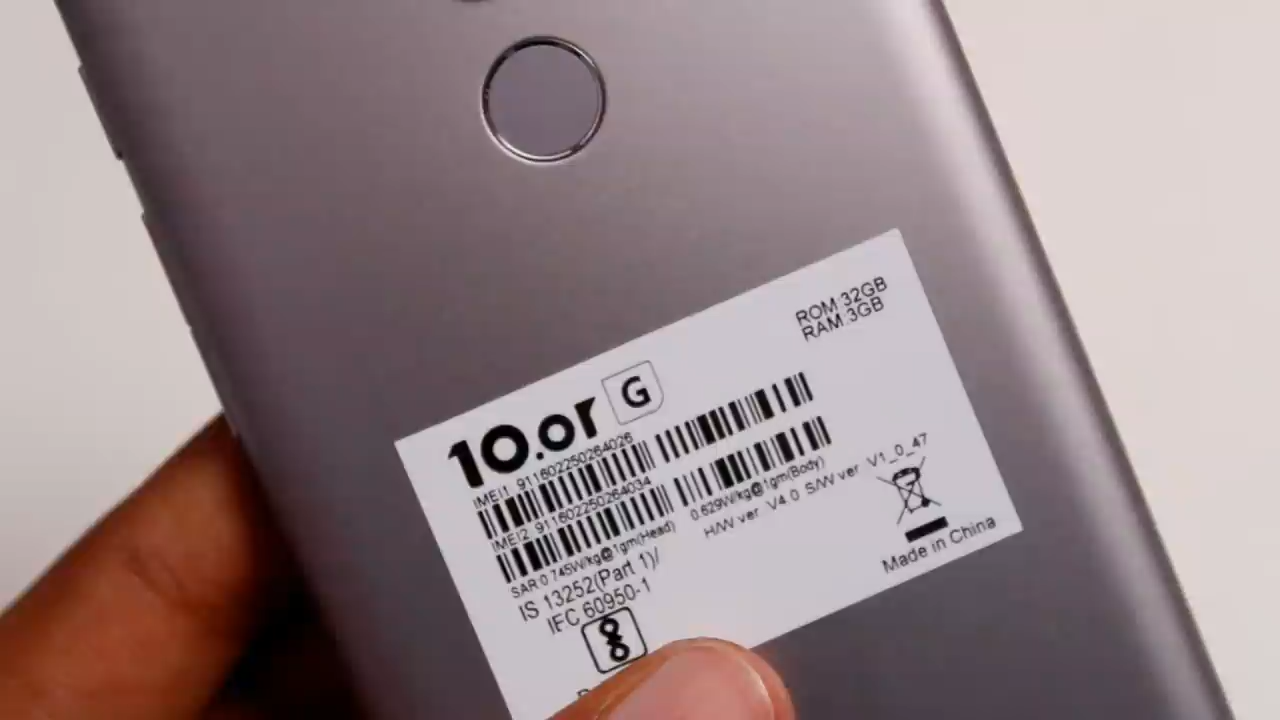 10.or G
ROM:32GB
RAM:3GB
IMEI1 911602250264026
IMEI2 911602250264034
SAR 0.745W/kg@1gm(Head) 0.629W/kg@1gm(Body)
IS 13252(Part 1)/
IEC 60950-1
H/W ver V4.0 S/W ver V1_0_47
Made in China